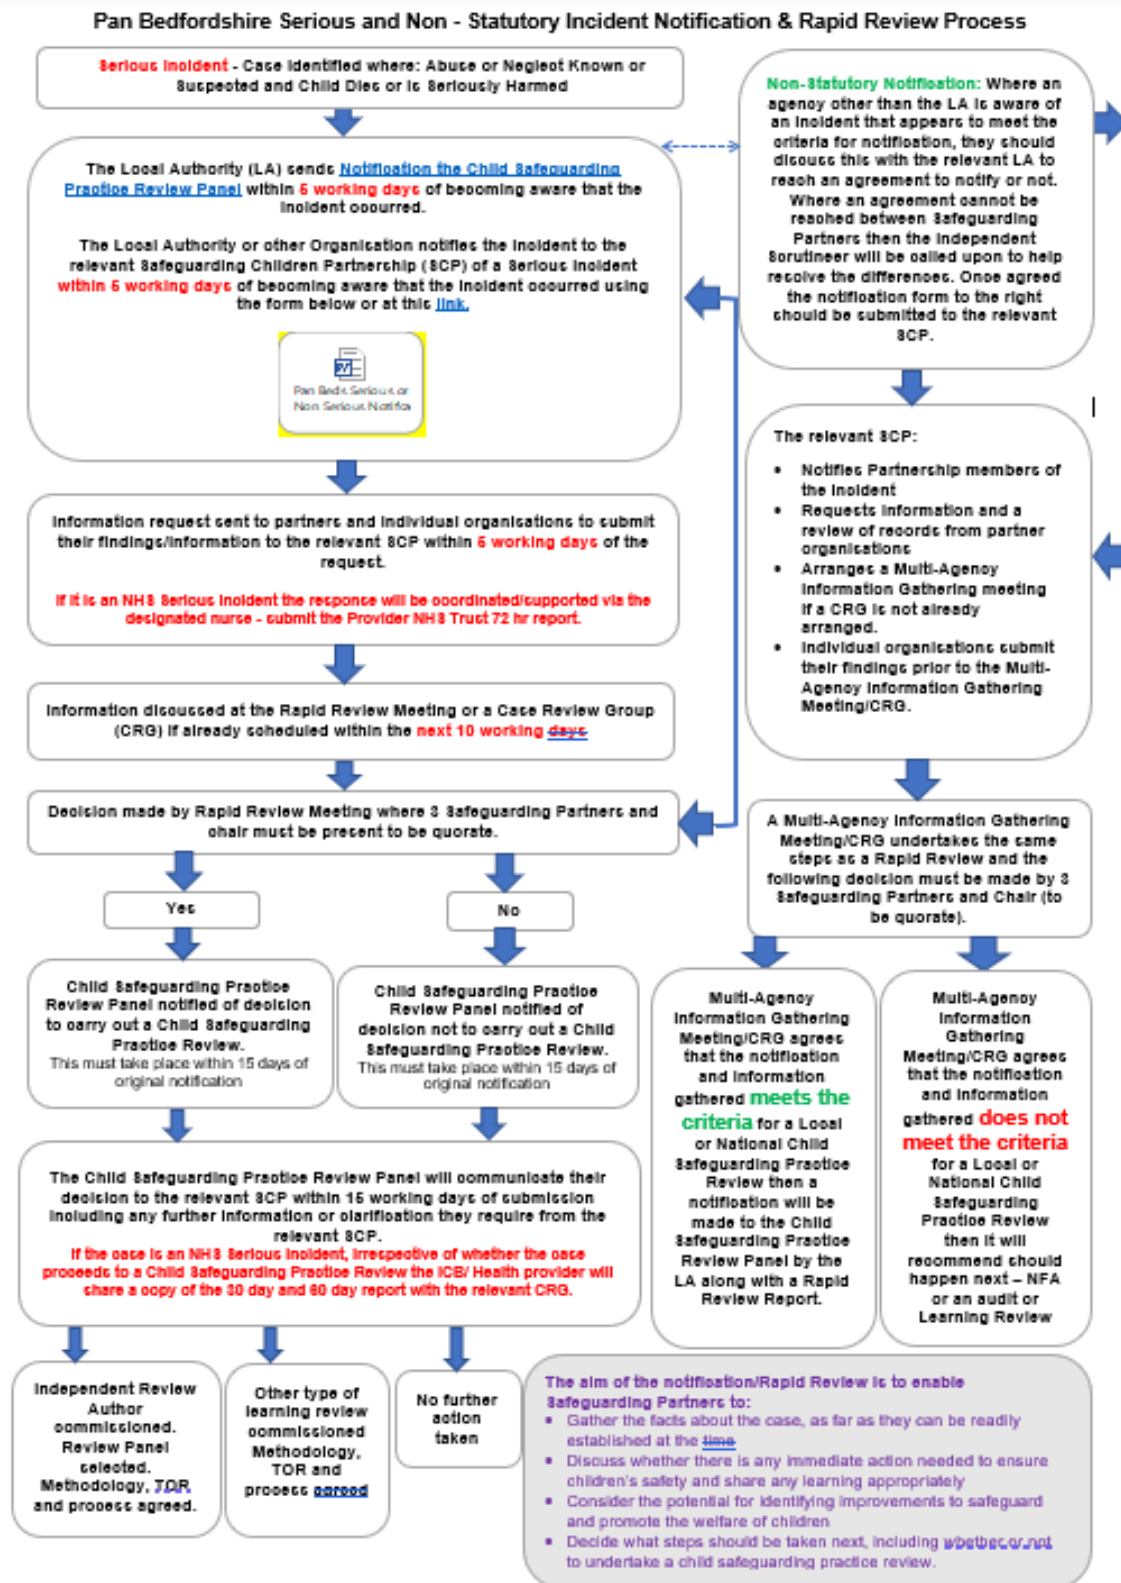 Pan Bedfordshire Serious and Non - Statutory Incident Notification & Rapid Review Process
Serious Incident - Case Identified where: Abuse or Neglect Known or
Suspected and Child Dies or is Seriously Harmed
The Local Authority (LA) sends Notification the Child Safeguarding
Practice Review Panel within 5 working days of becoming aware that the
incident occurred.
The Local Authority or other Organisation notifies the incident to the
relevant Safeguarding Children Partnership (SCP) of a Serious Incident
within 5 working days of becoming aware that the incident occurred using
the form below or at this link.
Pan Beds Serious or
Non Serious Notifica
Information request sent to partners and individual organisations to submit
their findings/information to the relevant SCP within 5 working days of the
request.
If it is an NHS Serious Incident the response will be coordinated/supported via the
designated nurse - submit the Provider NHS Trust 72 hr report.
Information discussed at the Rapid Review Meeting or a Case Review Group
(CRG) if already scheduled within the next 10 working days
Decision made by Rapid Review Meeting where 3 Safeguarding Partners and
chair must be present to be quorate.
Yes
No
Child Safeguarding Practice
Review Panel notified of decision
to carry out a Child Safeguarding
Practice Review.
This must take place within 15 days of
original notification
Child Safeguarding Practice
Review Panel notified of
decision not to carry out a Child
Safeguarding Practice Review.
This must take place within 15 days of
original notification
The Child Safeguarding Practice Review Panel will communicate their
decision to the relevant SCP within 15 working days of submission
including any further information or clarification they require from the
relevant SCP.
If the case is an NHS Serious Incident, irrespective of whether the case
proceeds to a Child Safeguarding Practice Review the ICB/ Health provider will
share a copy of the 30 day and 60 day report with the relevant CRG.
Independent Review
Author
commissioned.
Review Panel
selected.
Methodology, TOR
and process agreed.
Other type of
learning review
commissioned
Methodology,
TOR and
process agreed
No further
action
taken
Non-Statutory Notification: Where an
agency other than the LA is aware of
an incident that appears to meet the
criteria for notification, they should
discuss this with the relevant LA to
reach an agreement to notify or not.
Where an agreement cannot be
reached between Safeguarding
Partners then the Independent
Scrutineer will be called upon to help
resolve the differences. Once agreed
the notification form to the right
should be submitted to the relevant
SCP.
The relevant SCP:
• Notifies Partnership members of
the incident
• Requests information and a
review of records from partner
organisations
• Arranges a Multi-Agency
Information Gathering meeting
if a CRG is not already
arranged.
• Individual organisations submit
their findings prior to the Multi-
Agency Information Gathering
Meeting/CRG.
A Multi-Agency Information Gathering
Meeting/CRG undertakes the same
steps as a Rapid Review and the
following decision must be made by 3
Safeguarding Partners and Chair (to
be quorate).
Multi-Agency
Information Gathering
Meeting/CRG agrees
that the notification
and information
gathered meets the
criteria for a Local
or National Child
Safeguarding Practice
Review then a
notification will be
made to the Child
Safeguarding Practice
Review Panel by the
LA along with a Rapid
Review Report.
Multi-Agency
Information
Gathering
Meeting/CRG agrees
that the notification
and information
gathered does not
meet the criteria
for a Local or
National Child
Safeguarding
Practice Review
then it will
recommend should
happen next – NFA
or an audit or
Learning Review
The aim of the notification/Rapid Review is to enable
Safeguarding Partners to:
• Gather the facts about the case, as far as they can be readily
established at the time
• Discuss whether there is any immediate action needed to ensure
children's safety and share any learning appropriately
• Consider the potential for identifying improvements to safeguard
and promote the welfare of children
• Decide what steps should be taken next, including whether or not
to undertake a child safeguarding practice review.